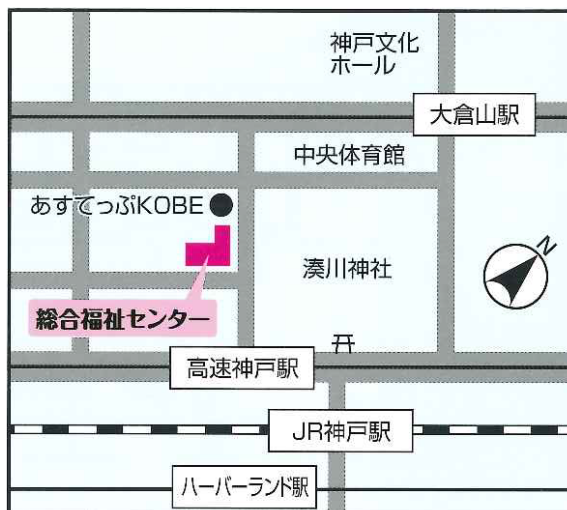 神戸文化
ホール
大倉山駅
中央体育館
あすてっぷKOBE
湊川神社
N
総合福祉センター
高速神戸駅
JR神戸駅
ハーバーランド駅